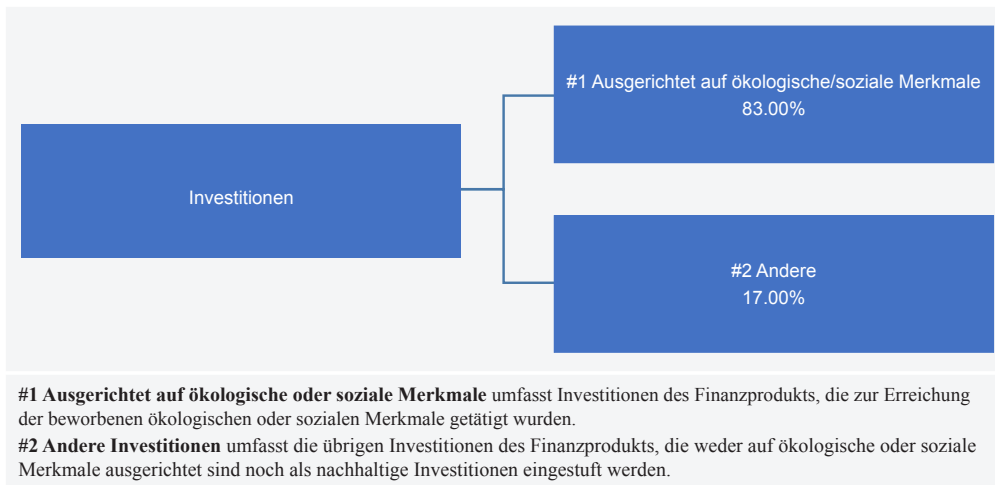 #1 Ausgerichtet auf ökologische/soziale Merkmale
83.00%
Investitionen
#2 Andere
17.00%
#1 Ausgerichtet auf ökologische oder soziale Merkmale umfasst Investitionen des Finanzprodukts, die zur Erreichung
der beworbenen ökologischen oder sozialen Merkmale getätigt wurden.
#2 Andere Investitionen umfasst die übrigen Investitionen des Finanzprodukts, die weder auf ökologische oder soziale
Merkmale ausgerichtet sind noch als nachhaltige Investitionen eingestuft werden.